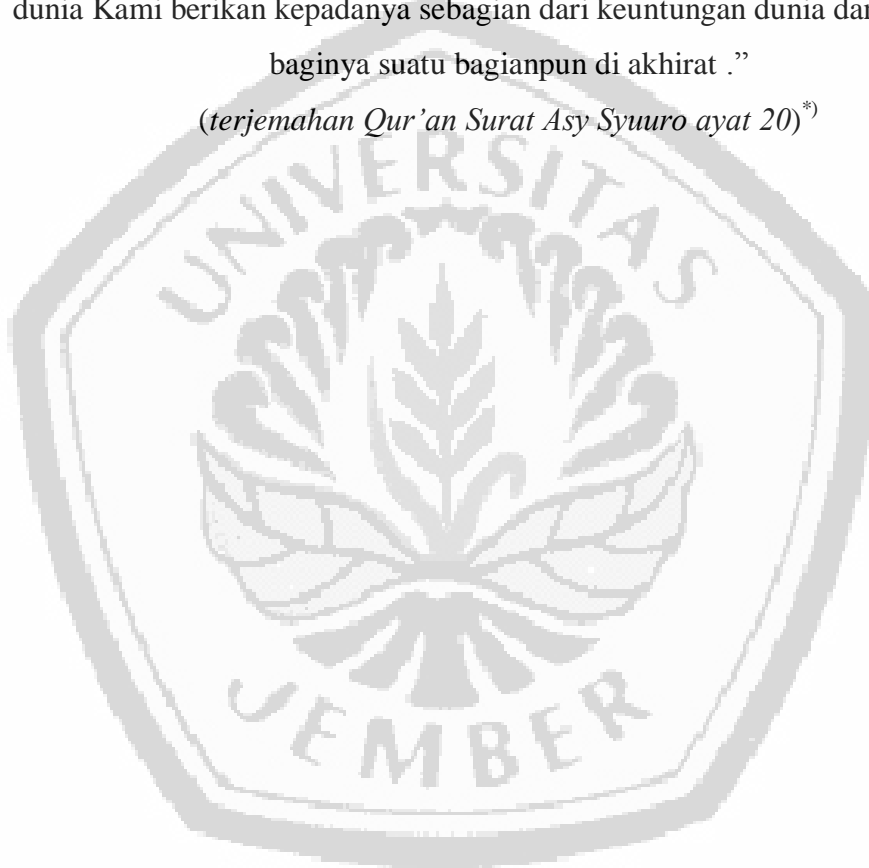 dunia Kami berikan kepadanya sebagian dari keuntungan dunia dan
baginya suatu bagianpun di akhirat .”
(terjemahan Qur’an Surat Asy Syuuro ayat 20)*)
UNIVERSITAS
JEMBER